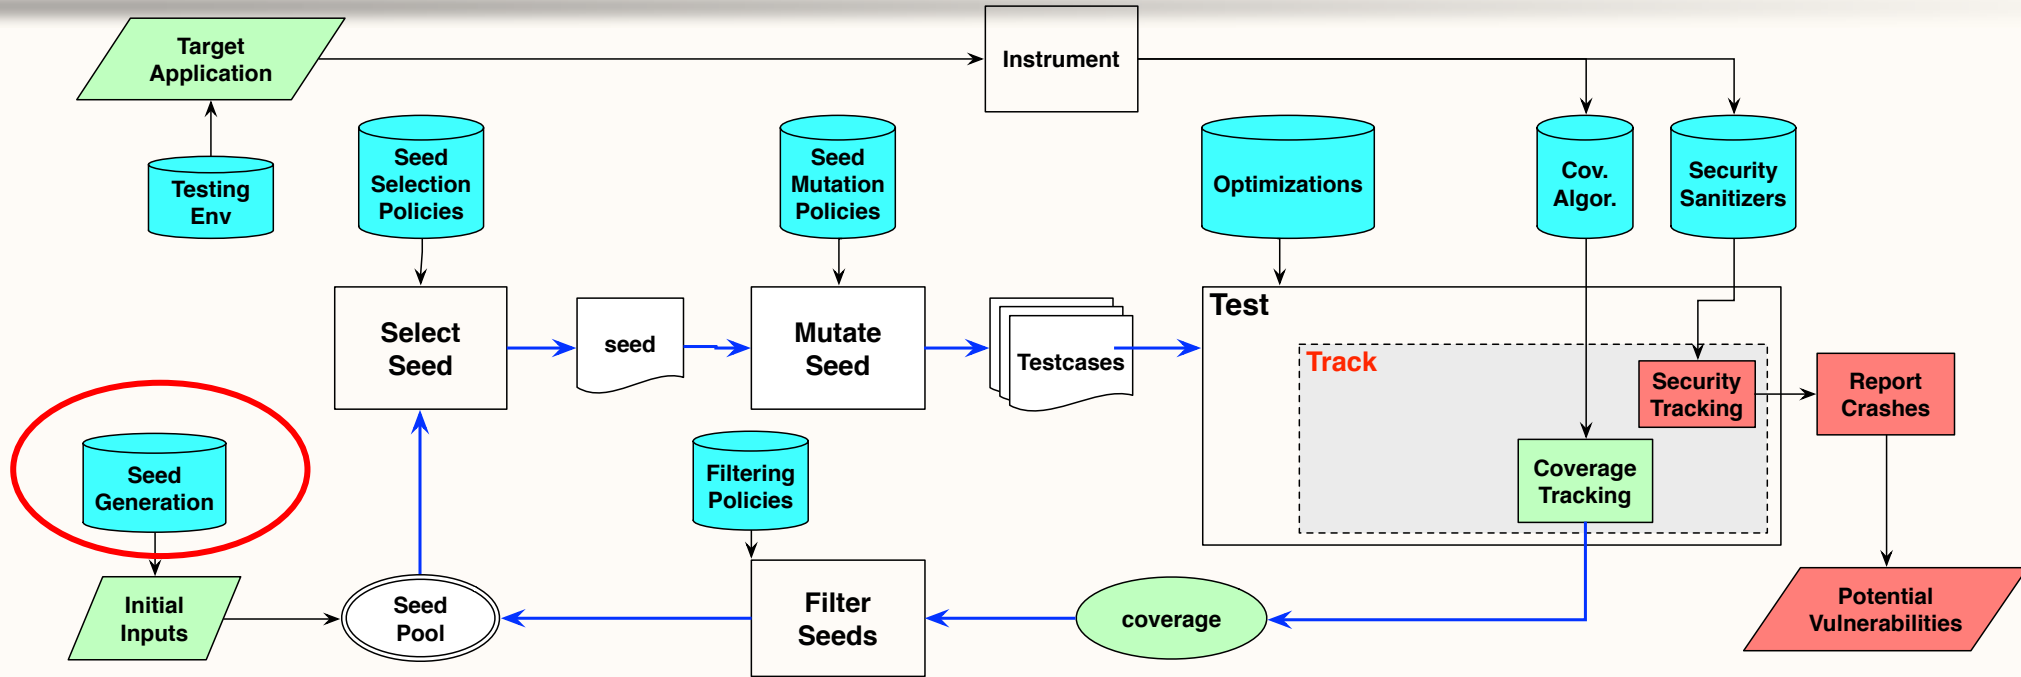 Target
Application
Instrument
Testing
Env
Seed
Selection
Policies
Seed
Mutation
Policies
Optimizations
Cov.
Algor.
Security
Sanitizers
Select
Seed
seed
Mutate
Seed
Testcases
Test
Track
Security
Tracking
Report
Crashes
Coverage
Tracking
Seed
Generation
Filtering
Policies
Initial
Inputs
Seed
Pool
Filter
Seeds
coverage
Potential
Vulnerabilities